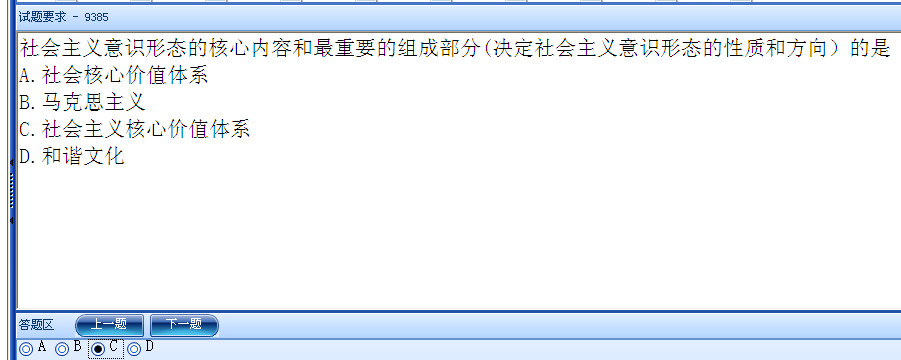 试题要求 - 9385
社会主义意识形态的核心内容和最重要的组成部分(决定社会主义意识形态的性质和方向) 的是
A. 社会核心价值体系
B. 马克思主义
C. 社会主义核心价值体系
D. 和谐文化
答题区 上一题 下一题
A B C D